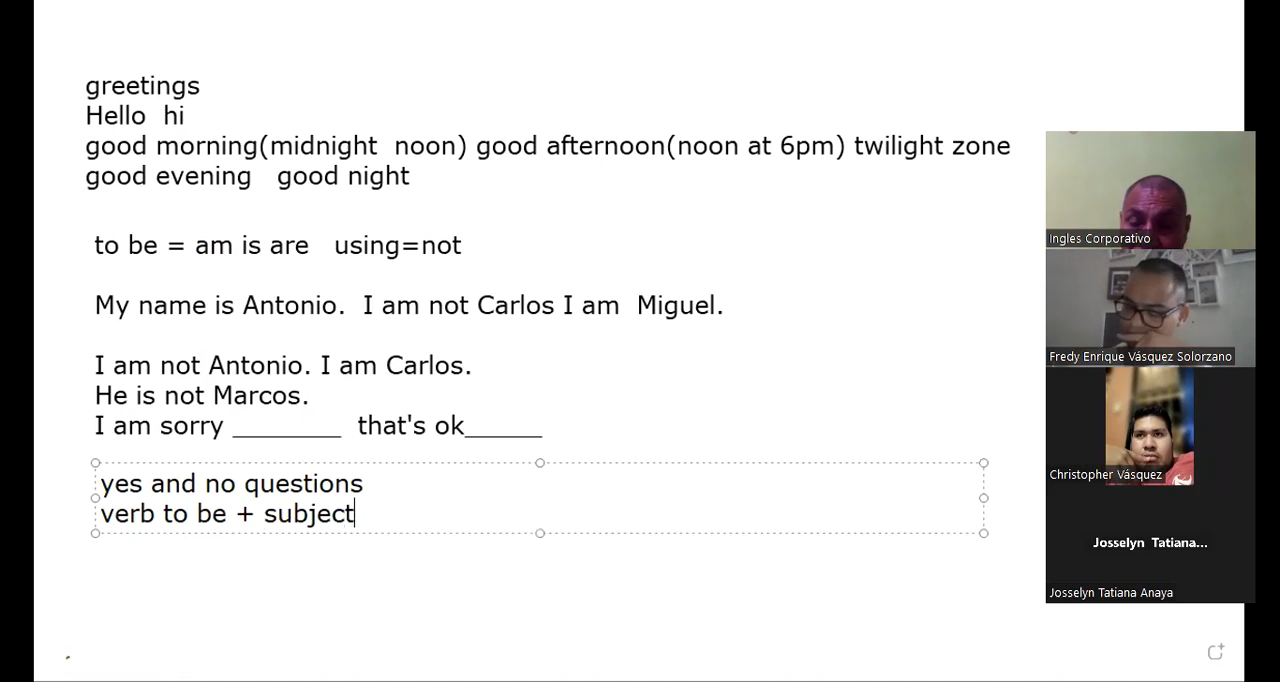 greetings
Hello  hi
good morning(midnight  noon) good afternoon(noon at 6pm) twilight zone
good evening   good night
to be = am is are   using=not
My name is Antonio.  I am not Carlos I am  Miguel.
I am not Antonio. I am Carlos.
He is not Marcos.
I am sorry ________  that's ok______
yes and no questions
verb to be + subject
Ingles Corporativo
Fredy Enrique Vásquez Solorzano
Christopher Vásquez
Josselyn Tatiana...
Josselyn Tatiana Anaya